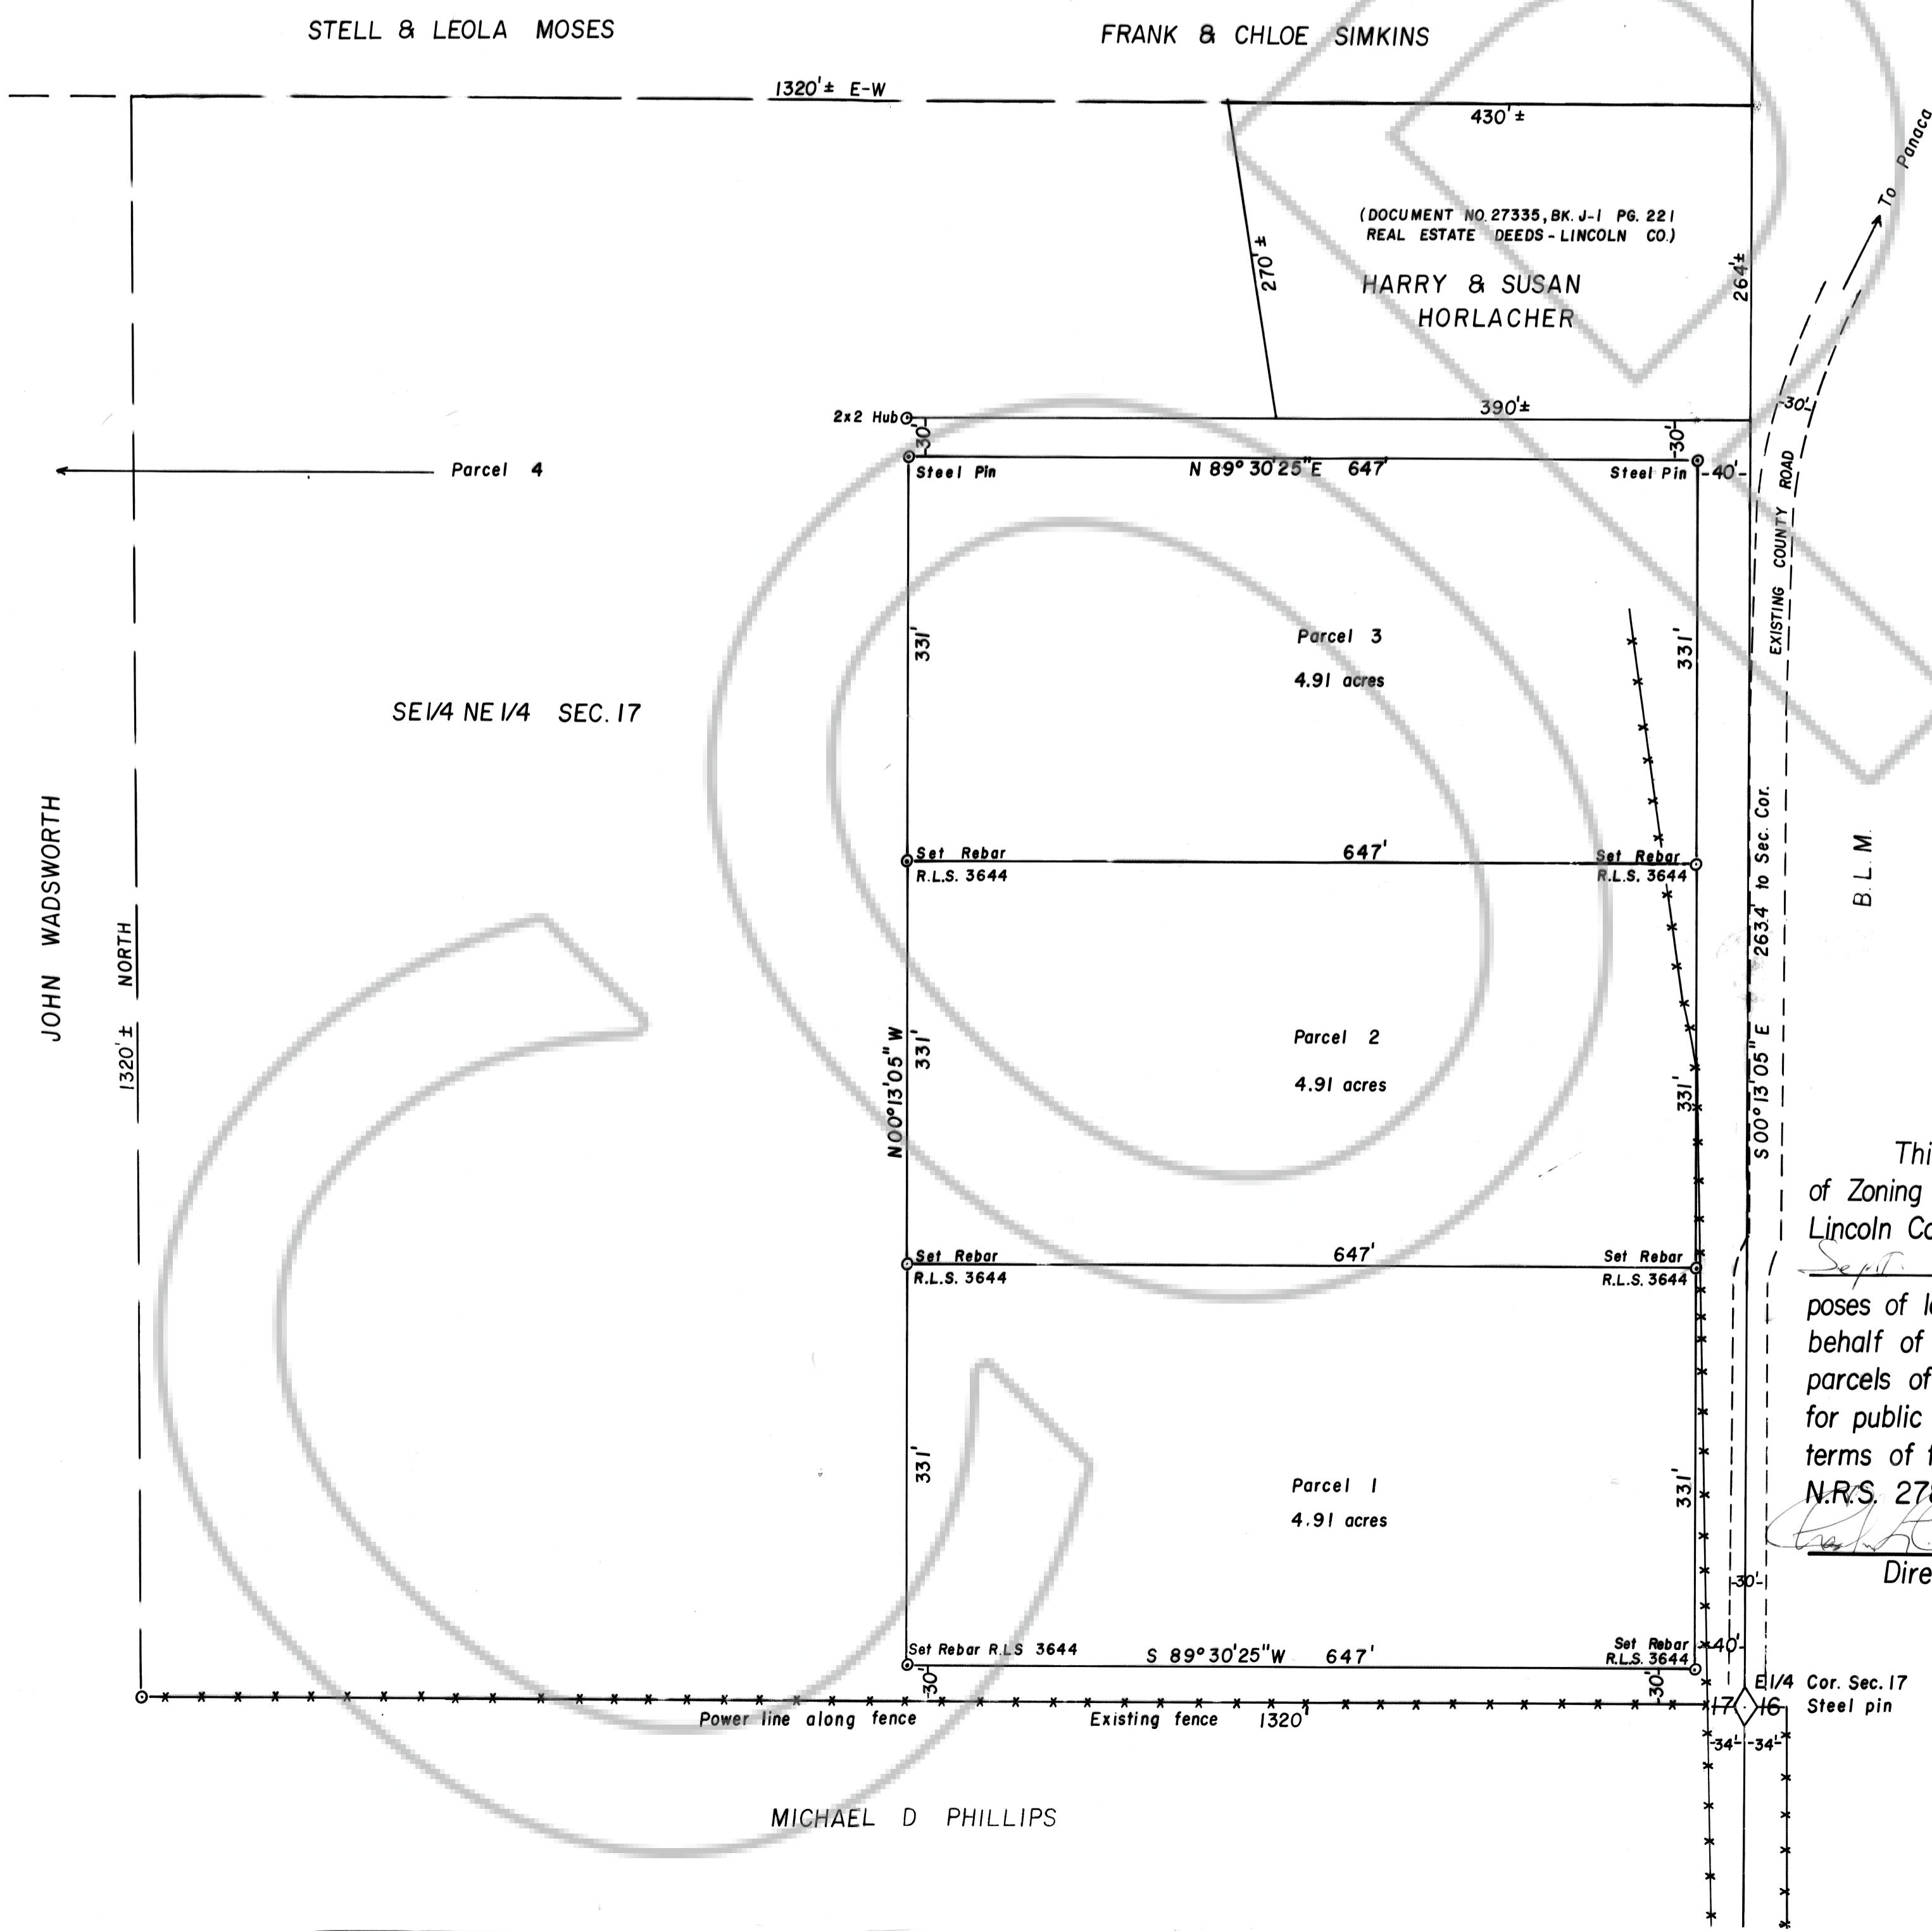 STELL & LEOLA MOSES
FRANK & CHLOE SIMKINS
1320'± E-W
430'±
To Panaca
(DOCUMENT NO. 27335, BK. J-1 PG. 221
REAL ESTATE DEEDS - LINCOLN CO.)
270'±
264'±
HARRY & SUSAN
HORLACHER
2x2 Hub
390'±
-30'-
30'
-30'
Parcel 4
Steel Pin
N 89° 30' 25" E 647'
Steel Pin
-40'-
EXISTING COUNTY ROAD
331'
Parcel 3
331'
4.91 acres
SE1/4 NE1/4 SEC. 17
JOHN WADSWORTH
1320'± NORTH
Set Rebar
R.L.S. 3644
647'
Set Rebar
R.L.S. 3644
S 00° 13' 05" E 2634' to Sec. Cor.
B.L.M.
N00°13'05" W
331'
Parcel 2
4.91 acres
331'
Set Rebar
R.L.S. 3644
647'
Set Rebar
R.L.S. 3644
Thi
of Zoning
Lincoln Co
Sept.
poses of l
behalf of
parcels of
for public
terms of t
N.R.S. 278
Dire
331'
Parcel 1
4.91 acres
331'
-30'-
Set Rebar R.L.S 3644
S 89° 30' 25" W 647'
Set Rebar
R.L.S. 3644
40'
-30'
-30'
E1/4 Cor. Sec. 17
17 16 Steel pin
Power line along fence
Existing fence 1320'
-34'- -34'-
MICHAEL D PHILLIPS
COP